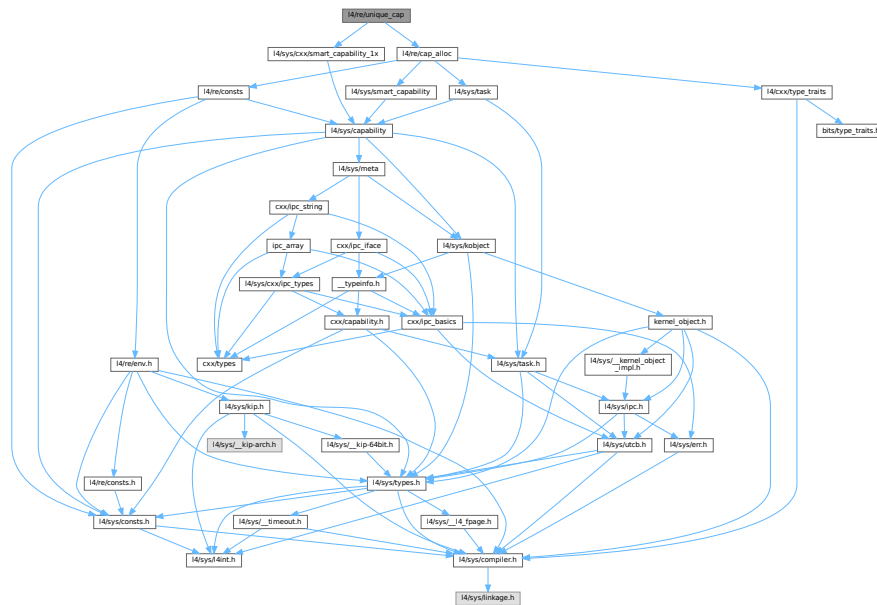 l4/re/unique_cap
l4/sys/cxx/smart_capability_1x
l4/re/cap_alloc
l4/re/consts
l4/sys/smart_capability
l4/sys/task
l4/cxx/type_traits
l4/sys/capability
bits/type_traits.h
l4/sys/meta
cxx/ipc_string
ipc_array
cxx/ipc_iface
l4/sys/kobject
l4/sys/cxx/ipc_types
__typeinfo.h
cxx/capability.h
cxx/ipc_basics
kernel_object.h
l4/re/env.h
cxx/types
l4/sys/task.h
l4/sys/__kernel_object
_impl.h
l4/sys/kip.h
l4/sys/ipc.h
l4/sys/__kip-arch.h
l4/sys/__kip-64bit.h
l4/sys/utcb.h
l4/sys/err.h
l4/re/consts.h
l4/sys/types.h
l4/sys/consts.h
l4/sys/__timeout.h
l4/sys/__l4_fpage.h
l4/sys/l4int.h
l4/sys/compiler.h
l4/sys/linkage.h